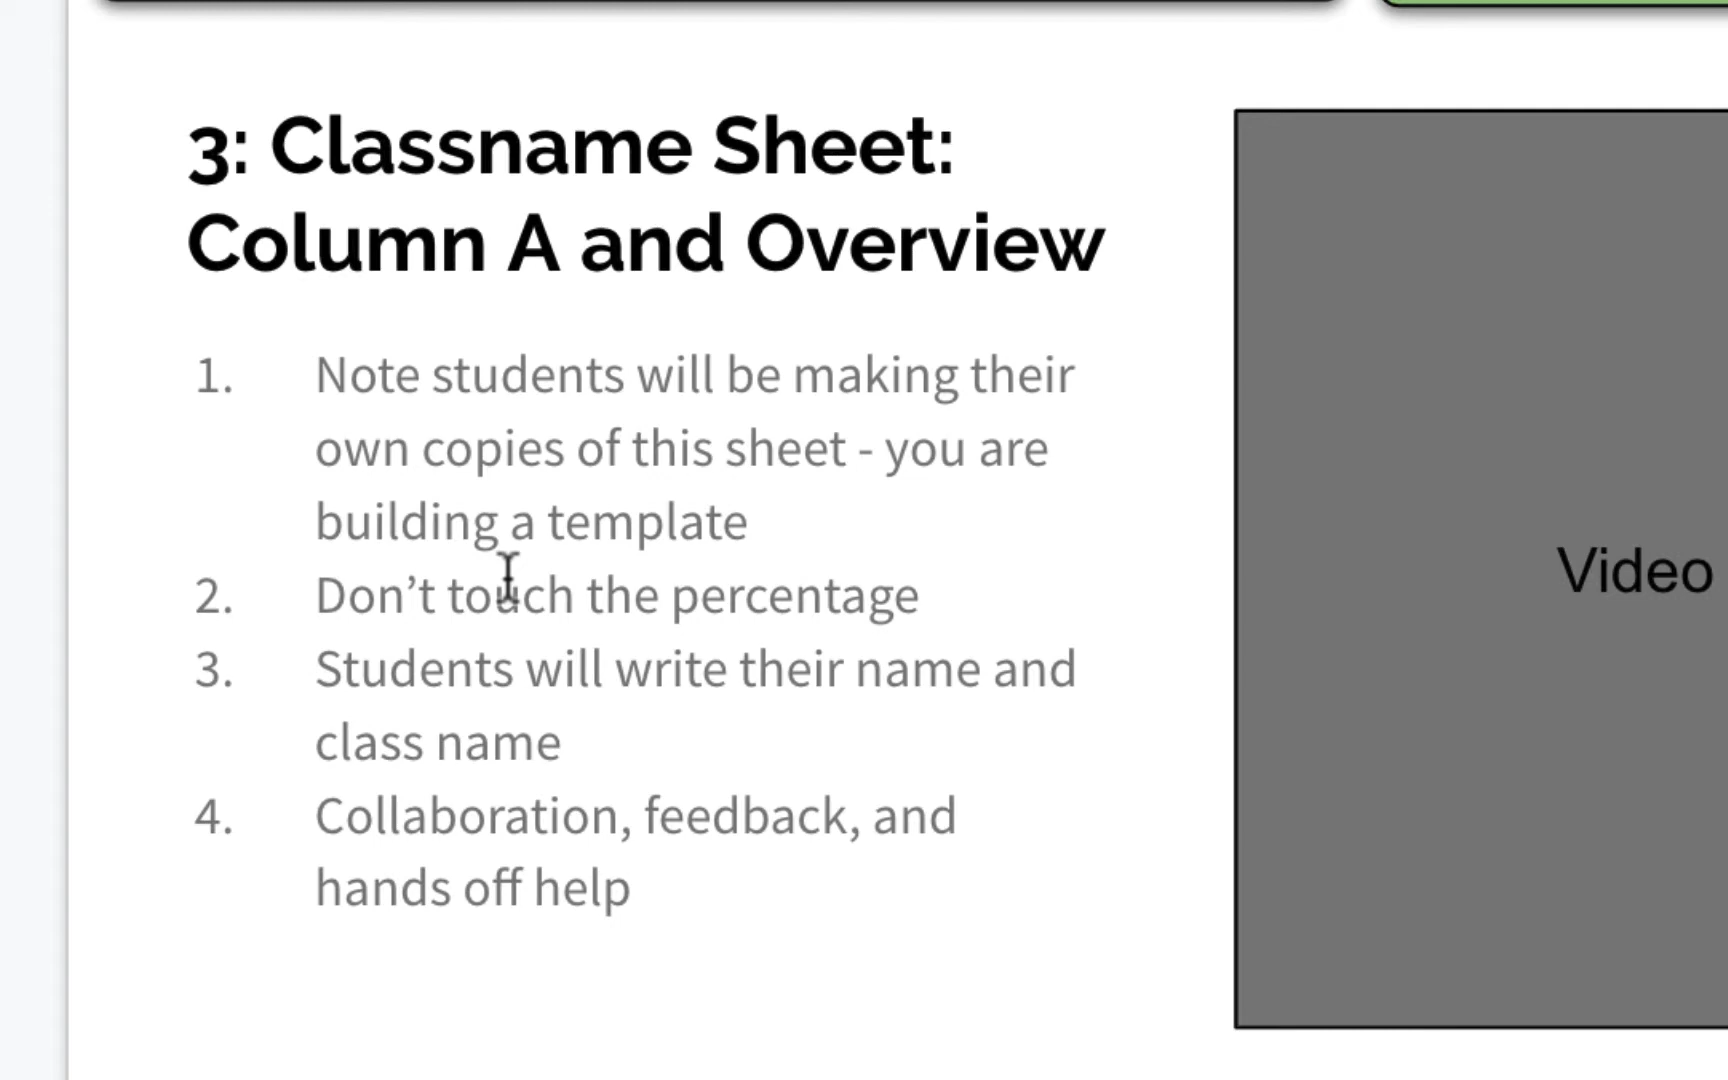 3: Classname Sheet:
Column A and Overview
1. Note students will be making their
own copies of this sheet - you are
building a template
2. Don’t touch the percentage
3. Students will write their name and
class name
4. Collaboration, feedback, and
hands off help
Video